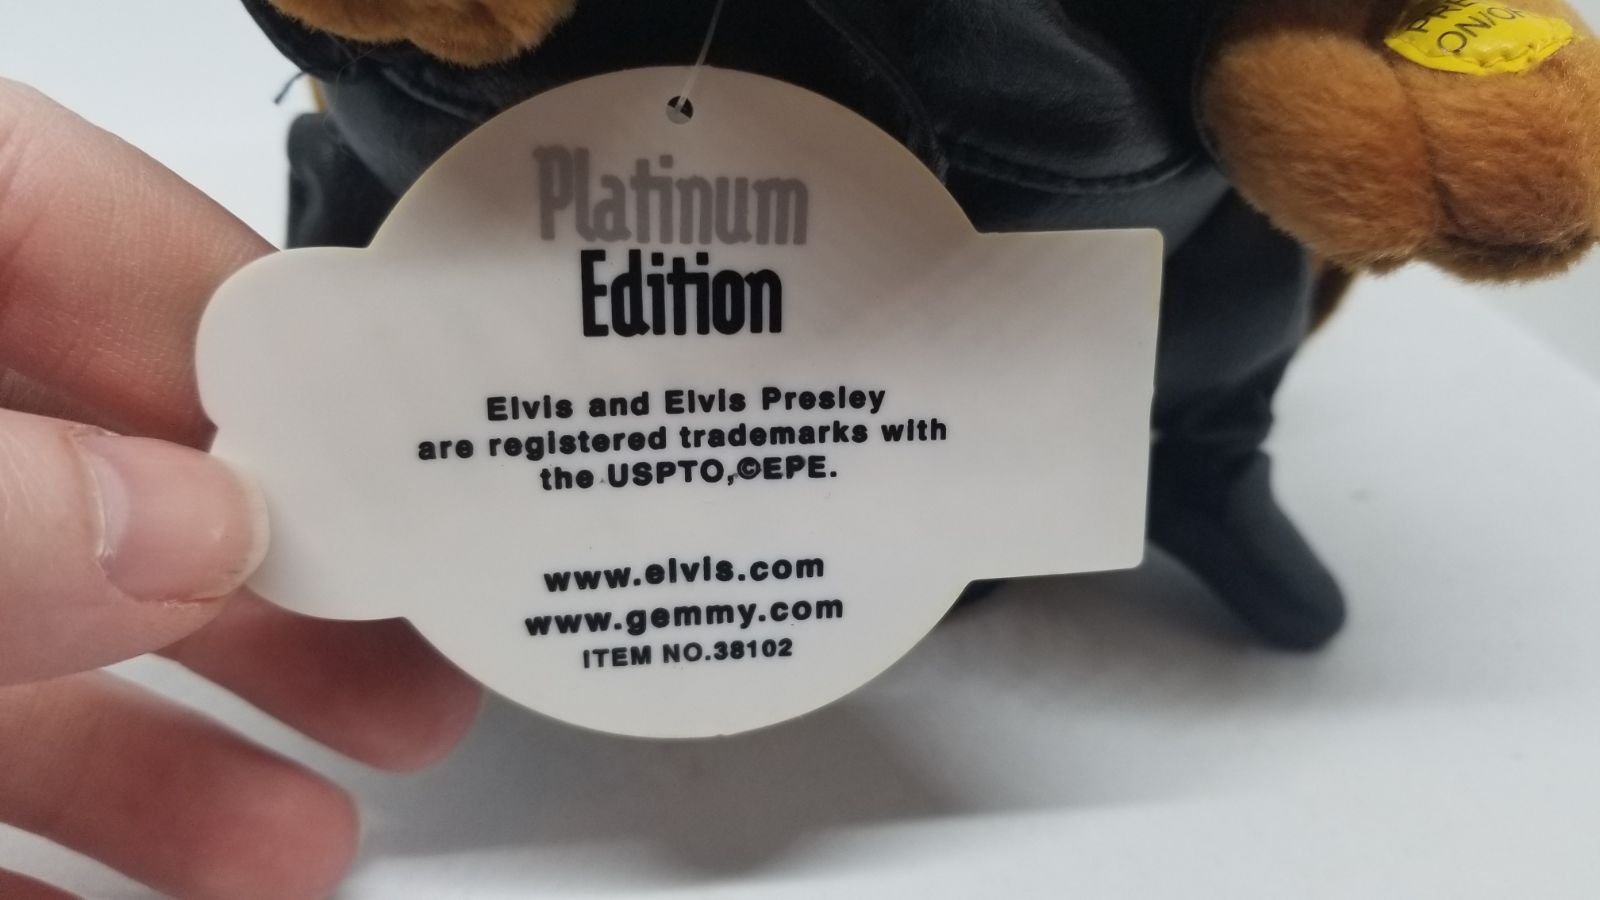 Platinum
Edition
Elvis and Elvis Presley
are registered trademarks with
the USPTO,©EPE.
www.elvis.com
www.gemmy.com
ITEM NO.38102
ON/O